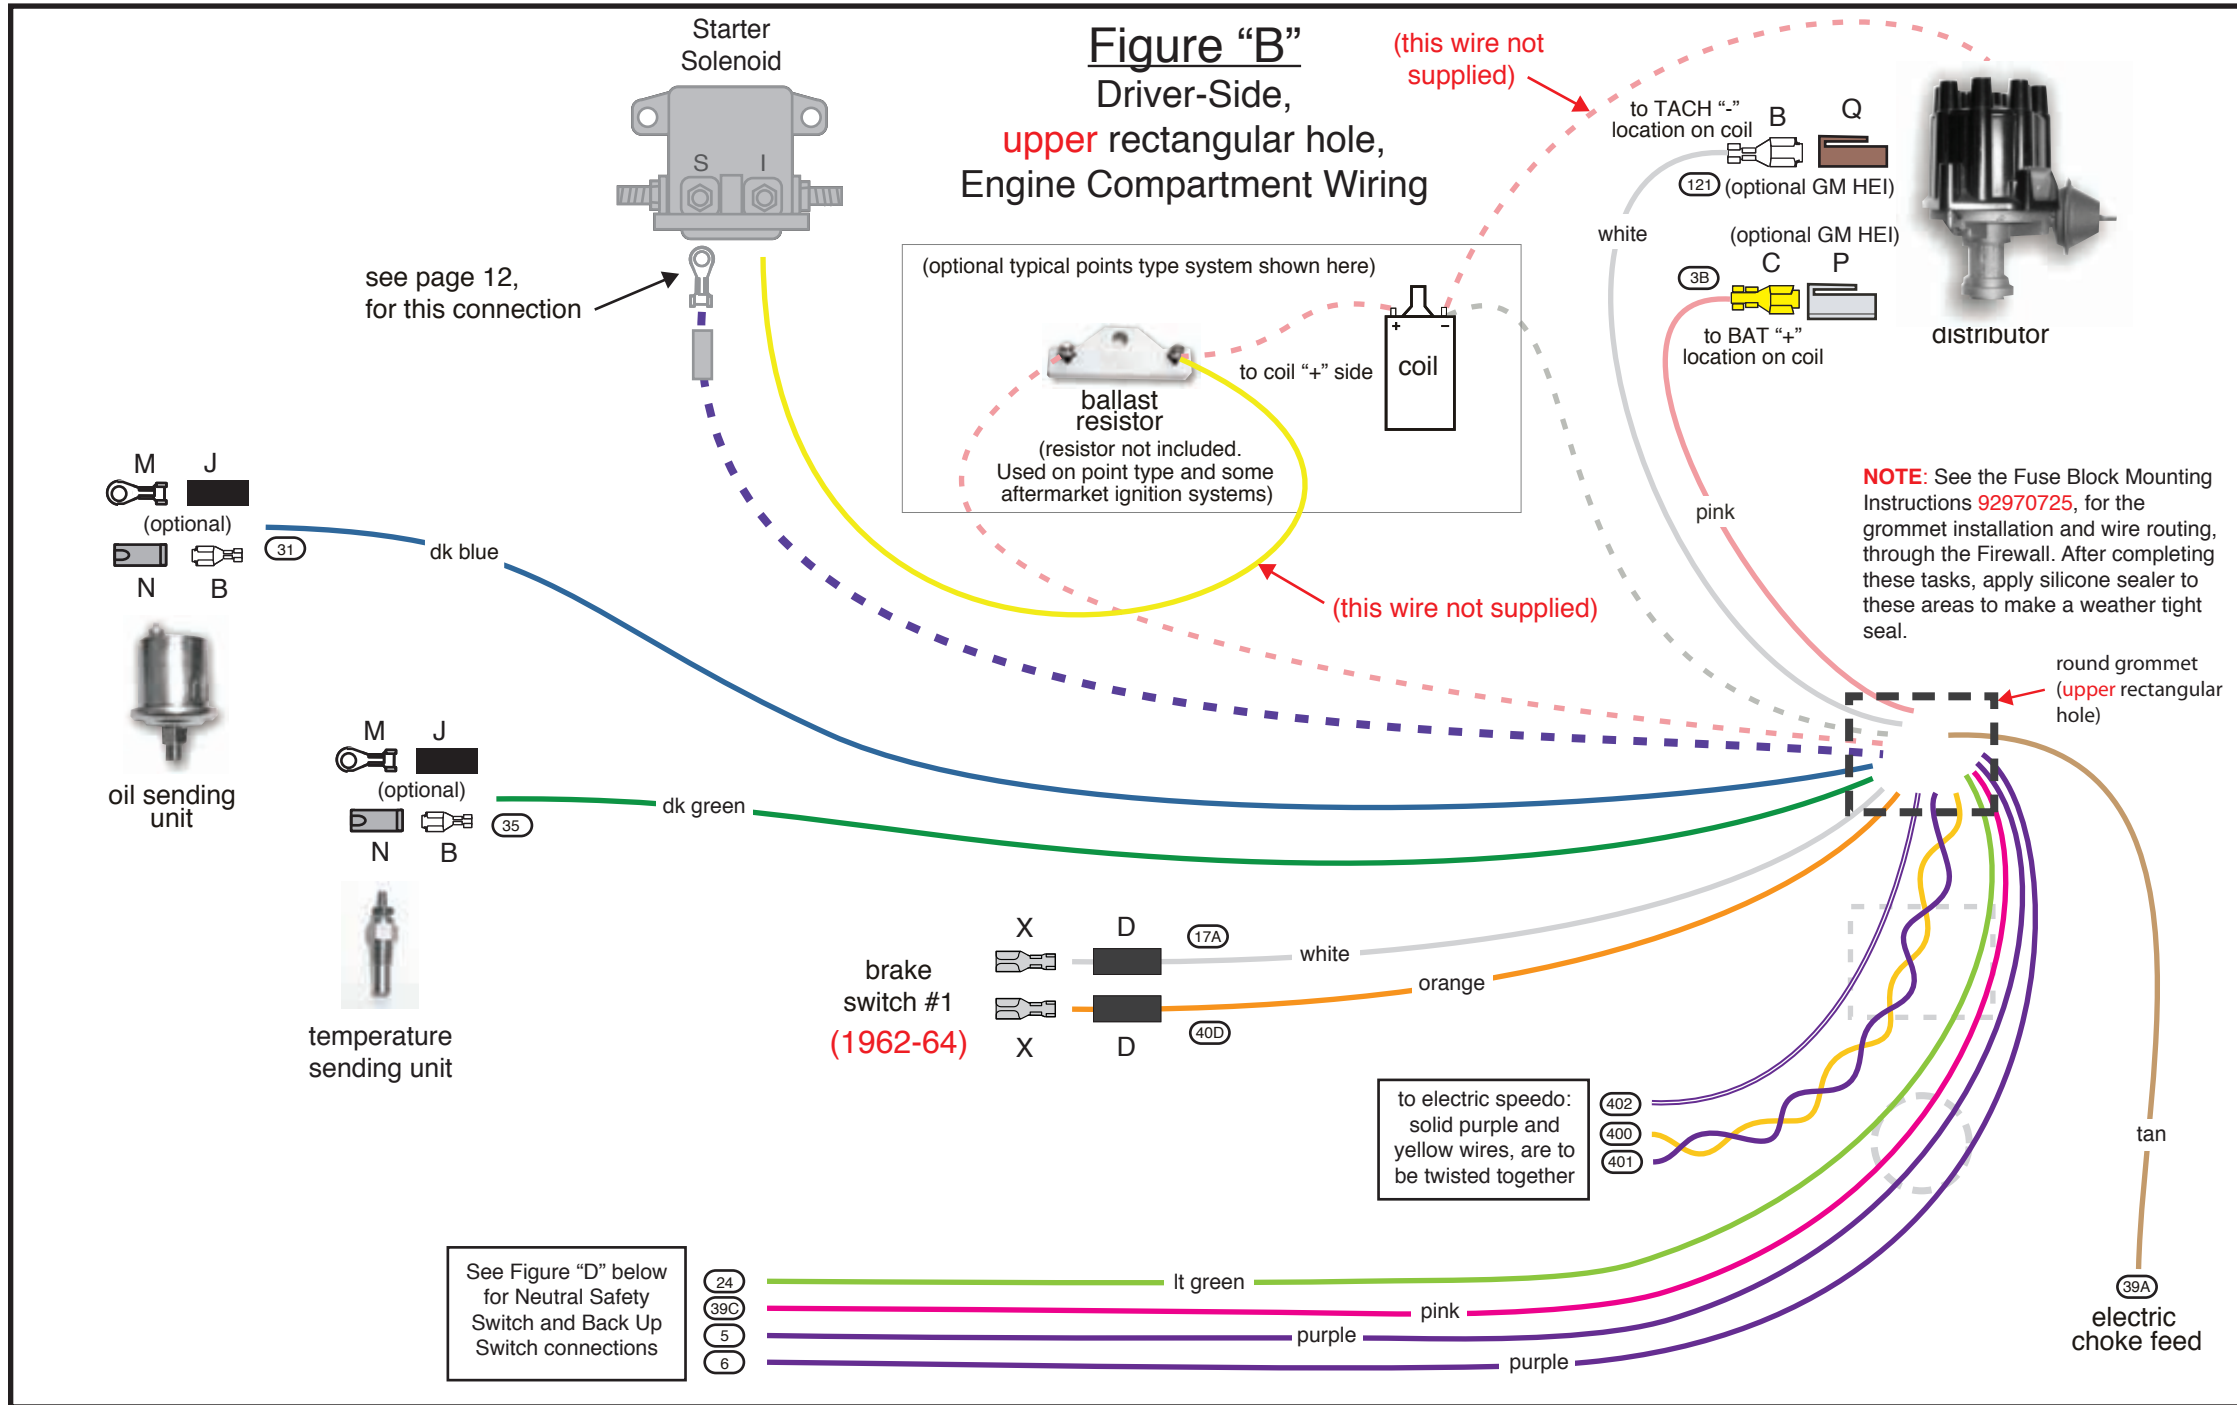 Starter
Solenoid
S
I
Figure “B”
Driver-Side,
upper rectangular hole,
Engine Compartment Wiring
(this wire not
supplied)
to TACH “-”
location on coil
B
Q
121
(optional GM HEI)
white
(optional GM HEI)
3B
C
P
to BAT “+”
location on coil
distributor
see page 12,
for this connection
(optional typical points type system shown here)
+
–
coil
to coil “+” side
ballast
resistor
(resistor not included.
Used on point type and some
aftermarket ignition systems)
pink
(this wire not supplied)
NOTE: See the Fuse Block Mounting
Instructions 92970725, for the
grommet installation and wire routing,
through the Firewall. After completing
these tasks, apply silicone sealer to
these areas to make a weather tight
seal.
round grommet
(upper rectangular
hole)
M
J
(optional)
31
N
B
dk blue
oil sending
unit
M
J
(optional)
35
N
B
dk green
temperature
sending unit
brake
switch #1
(1962-64)
X
D
17A
white
orange
40D
X
D
to electric speedo:
solid purple and
yellow wires, are to
be twisted together
402
400
401
tan
39A
electric
choke feed
See Figure “D” below
for Neutral Safety
Switch and Back Up
Switch connections
24
39C
5
6
lt green
pink
purple
purple